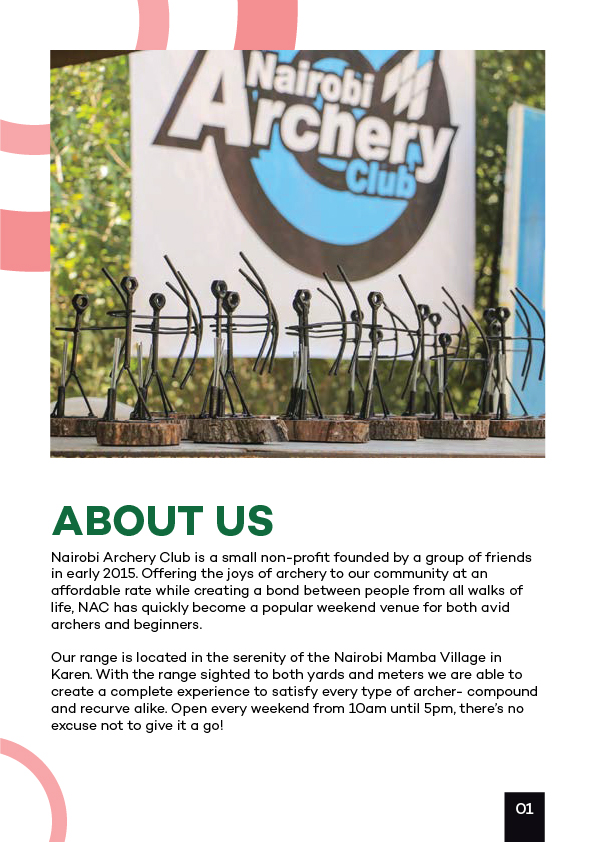 Nairobi
Archery
Club
ABOUT US
Nairobi Archery Club is a small non-profit founded by a group of friends
in early 2015. Offering the joys of archery to our community at an
affordable rate while creating a bond between people from all walks of
life, NAC has quickly become a popular weekend venue for both avid
archers and beginners.
Our range is located in the serenity of the Nairobi Mamba Village in
Karen. With the range sighted to both yards and meters we are able to
create a complete experience to satisfy every type of archer- compound
and recurve alike. Open every weekend from 10am until 5pm, there's no
excuse not to give it a go!
01